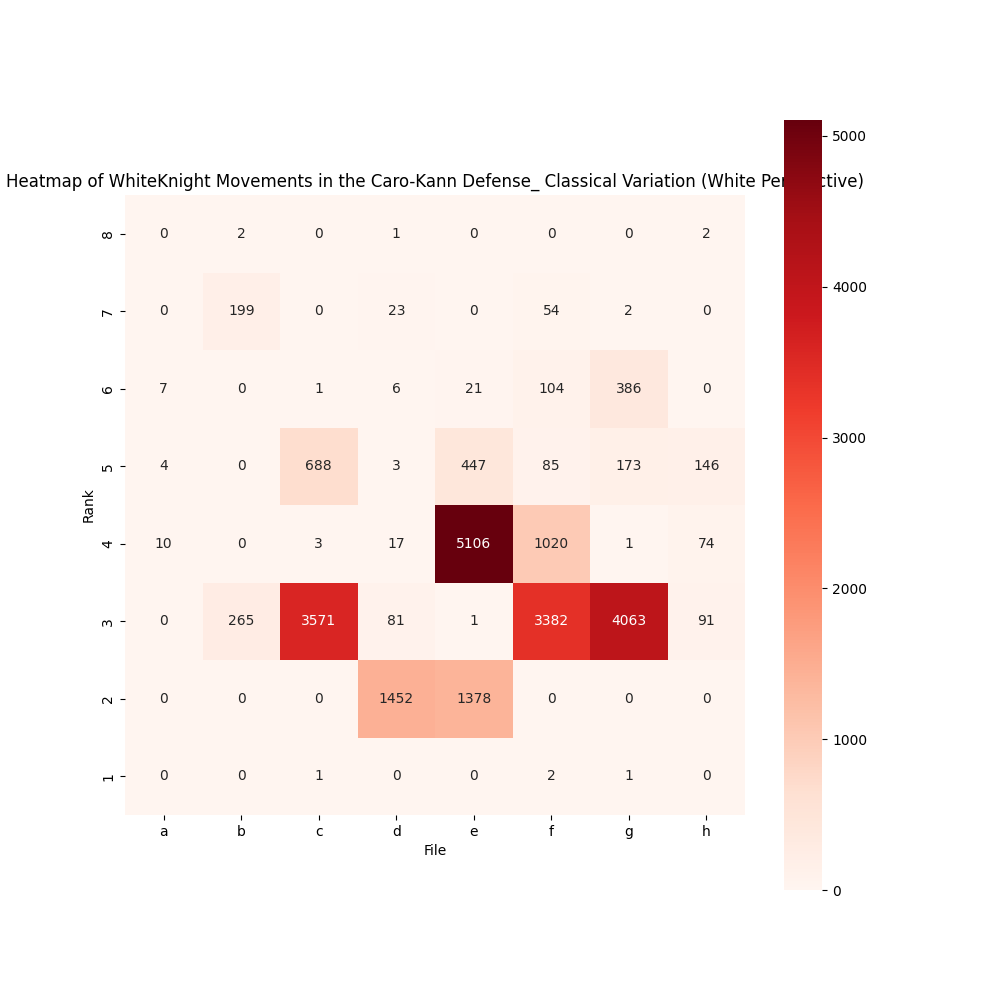 Heatmap of WhiteKnight Movements in the Caro-Kann Defense_ Classical Variation (White Perspective)
8 0 2 0 1 0 0 0 2
7 0 199 0 23 0 54 2 0
6 7 0 1 6 21 104 386 0
5 4 0 688 3 447 85 173 146
4 10 0 3 17 5106 1020 1 74
3 0 265 3571 81 1 3382 4063 91
2 0 0 0 1452 1378 0 0 0
1 0 0 1 0 0 2 1 0
a b c d e f g h
File
Rank
5000
4000
3000
2000
1000
0